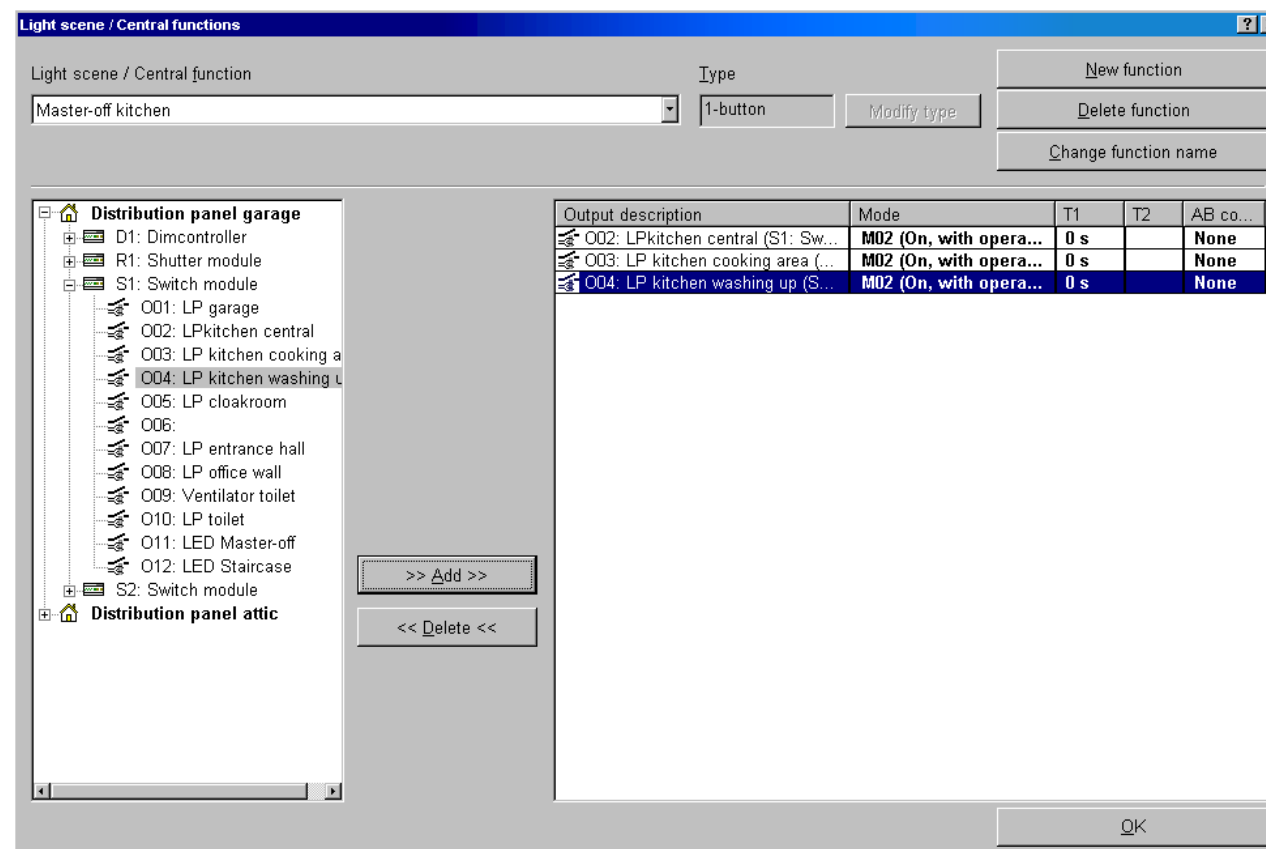 Light scene / Central functions
?
Light scene / Central function
Type
New function
Master-off kitchen
1-button
Modify type
Delete function
Change function name
Distribution panel garage
D1: Dimcontroller
R1: Shutter module
S1: Switch module
O01: LP garage
O02: LPkitchen central
O03: LP kitchen cooking a
O04: LP kitchen washing u
O05: LP cloakroom
O06:
O07: LP entrance hall
O08: LP office wall
O09: Ventilator toilet
O10: LP toilet
O11: LED Master-off
O12: LED Staircase
S2: Switch module
Distribution panel attic
>> Add >>
<< Delete <<
Output description Mode T1 T2 AB co...
O02: LPkitchen central (S1: Sw... M02 (On, with opera... 0 s None
O03: LP kitchen cooking area (... M02 (On, with opera... 0 s None
O04: LP kitchen washing up (S... M02 (On, with opera... 0 s None
OK